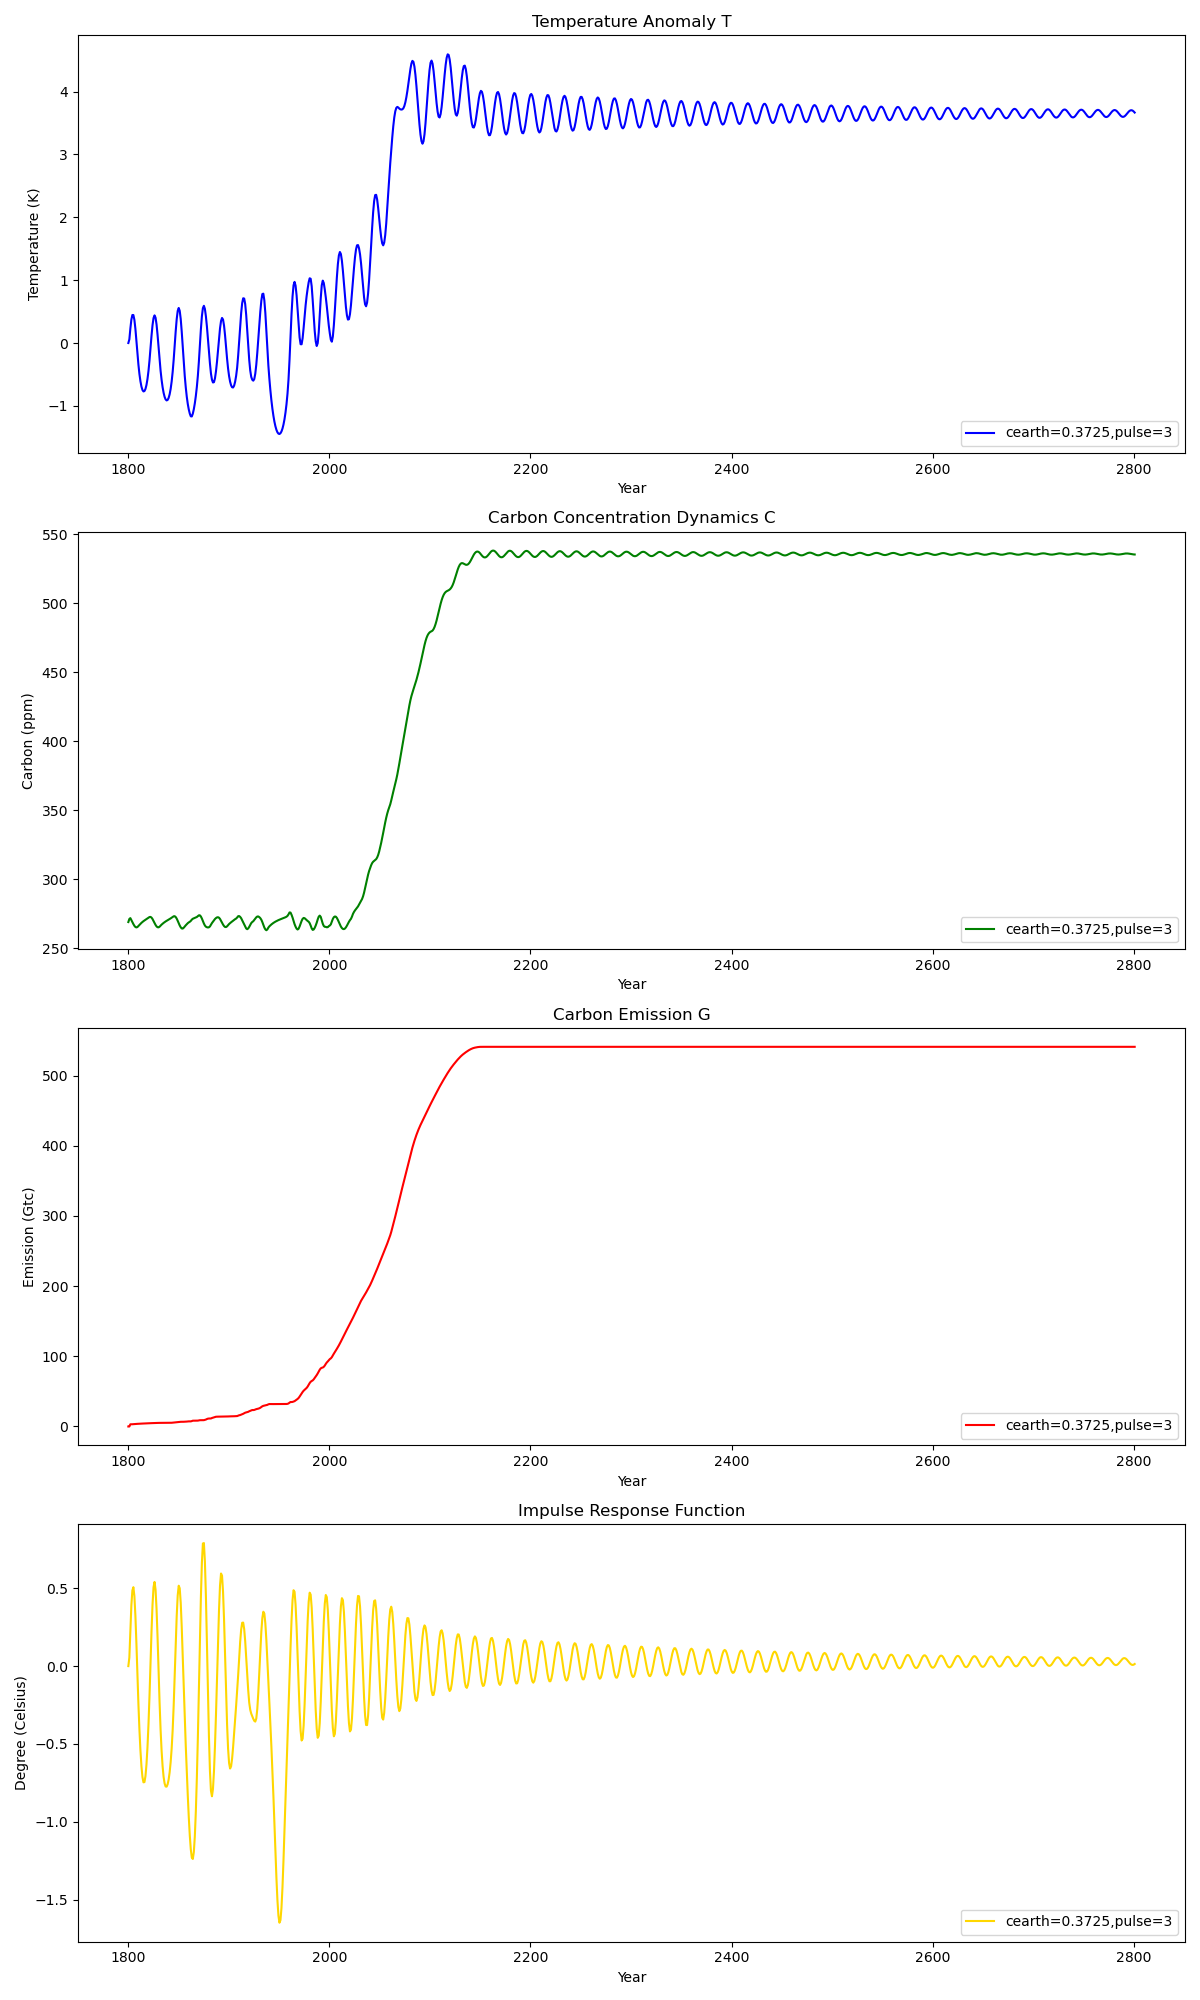 Temperature Anomaly T
Temperature (K)
4
3
2
1
0
−1
cearth=0.3725,pulse=3
1800 2000 2200 2400 2600 2800
Year
Carbon Concentration Dynamics C
Carbon (ppm)
550
500
450
400
350
300
250
cearth=0.3725,pulse=3
1800 2000 2200 2400 2600 2800
Year
Carbon Emission G
Emission (Gtc)
500
400
300
200
100
0
cearth=0.3725,pulse=3
1800 2000 2200 2400 2600 2800
Year
Impulse Response Function
Degree (Celsius)
0.5
0.0
−0.5
−1.0
−1.5
cearth=0.3725,pulse=3
1800 2000 2200 2400 2600 2800
Year